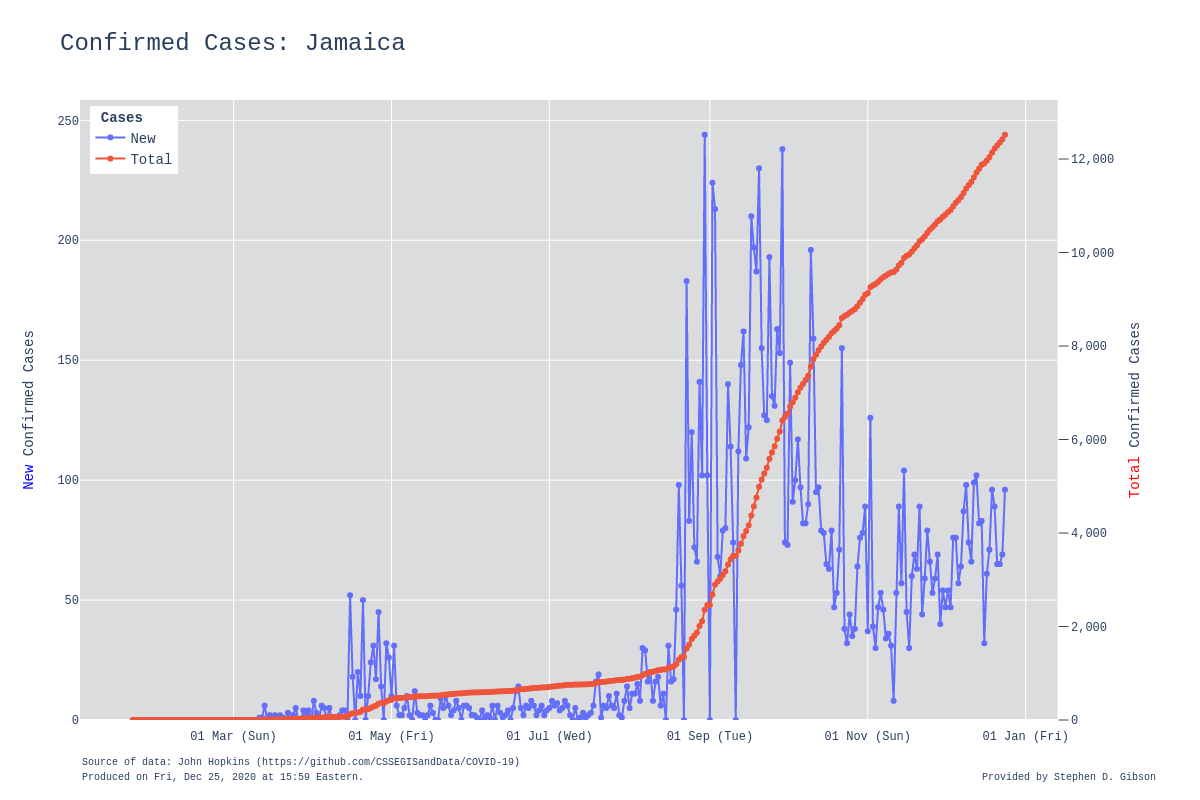 Confirmed Cases: Jamaica
Cases
New
Total
250
200
150
100
50
0
12,000
10,000
8,000
6,000
4,000
2,000
0
New Confirmed Cases
Total Confirmed Cases
01 Mar (Sun)
01 May (Fri)
01 Jul (Wed)
01 Sep (Tue)
01 Nov (Sun)
01 Jan (Fri)
Source of data: John Hopkins (https://github.com/CSSEGISandData/COVID-19)
Produced on Fri, Dec 25, 2020 at 15:59 Eastern.
Provided by Stephen D. Gibson